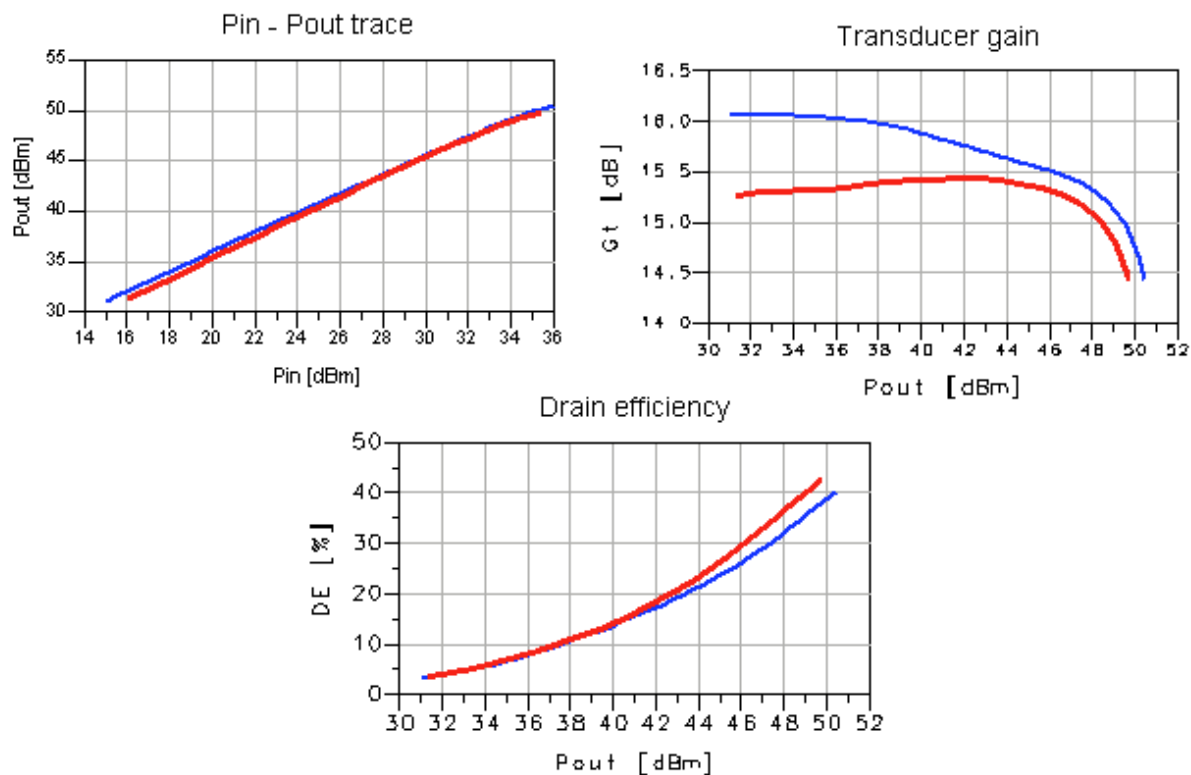 Pin - Pout trace
55
50
45
40
35
30
Pout [dBm]
14 16 18 20 22 24 26 28 30 32 34 36
Pin [dBm]
Transducer gain
16.5
16.0
15.5
15.0
14.5
14 0
Gt [dB]
30 32 34 36 38 40 42 44 46 48 50 52
Pout [dBm]
Drain efficiency
50
40
30
20
10
0
DE [%]
30 32 34 36 38 40 42 44 46 48 50 52
Pout [dBm]